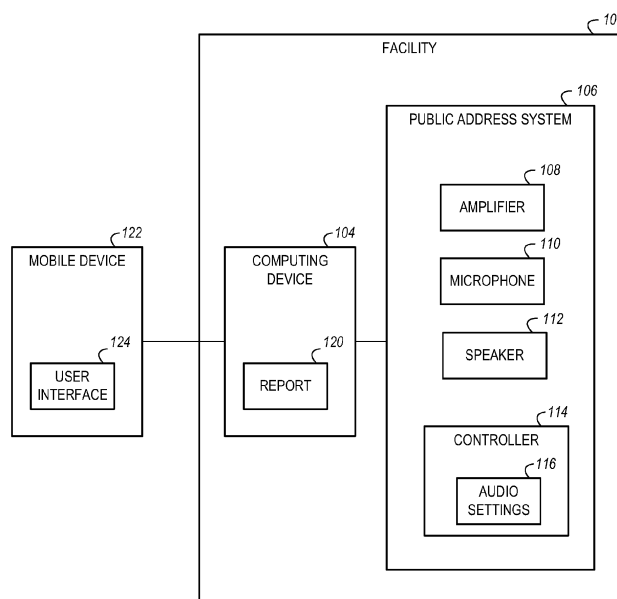 10
FACILITY
106
PUBLIC ADDRESS SYSTEM
108
AMPLIFIER
122
MOBILE DEVICE
104
COMPUTING
DEVICE
110
MICROPHONE
112
SPEAKER
124
USER
INTERFACE
120
REPORT
114
CONTROLLER
116
AUDIO
SETTINGS